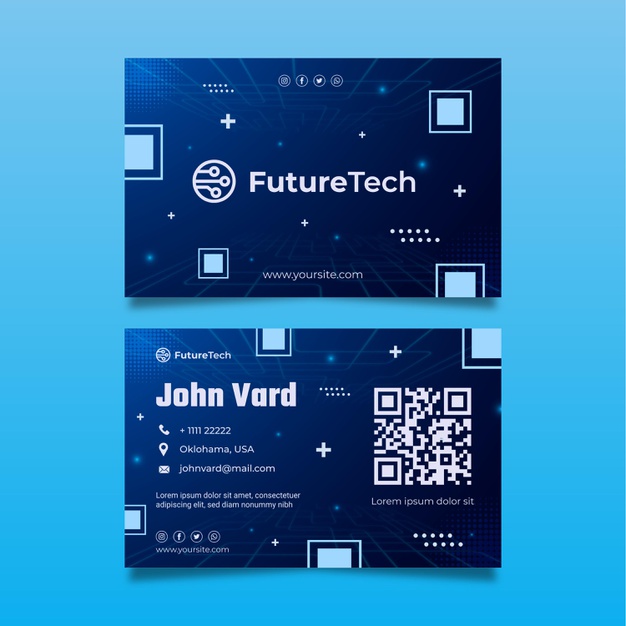 FutureTech
www.yoursite.com
FutureTech
John Vard
+ 1111 22222
Oklohama, USA
johnvard@mail.com
Lorem ipsum dolor sit amet, consectetuer
adipiscing elit, sed diam nonummy nibh
www.yoursite.com
Lorem ipsum dolor sit